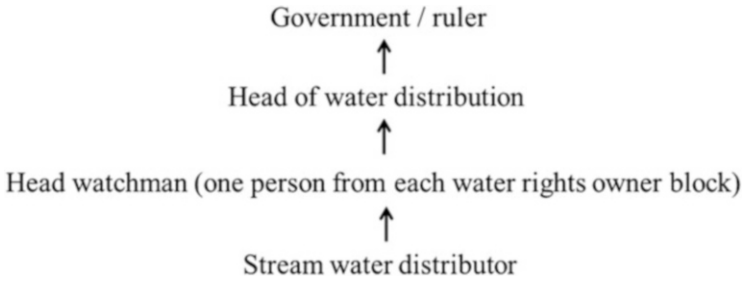 Government / ruler
Head of water distribution
Head watchman (one person from each water rights owner block)
Stream water distributor